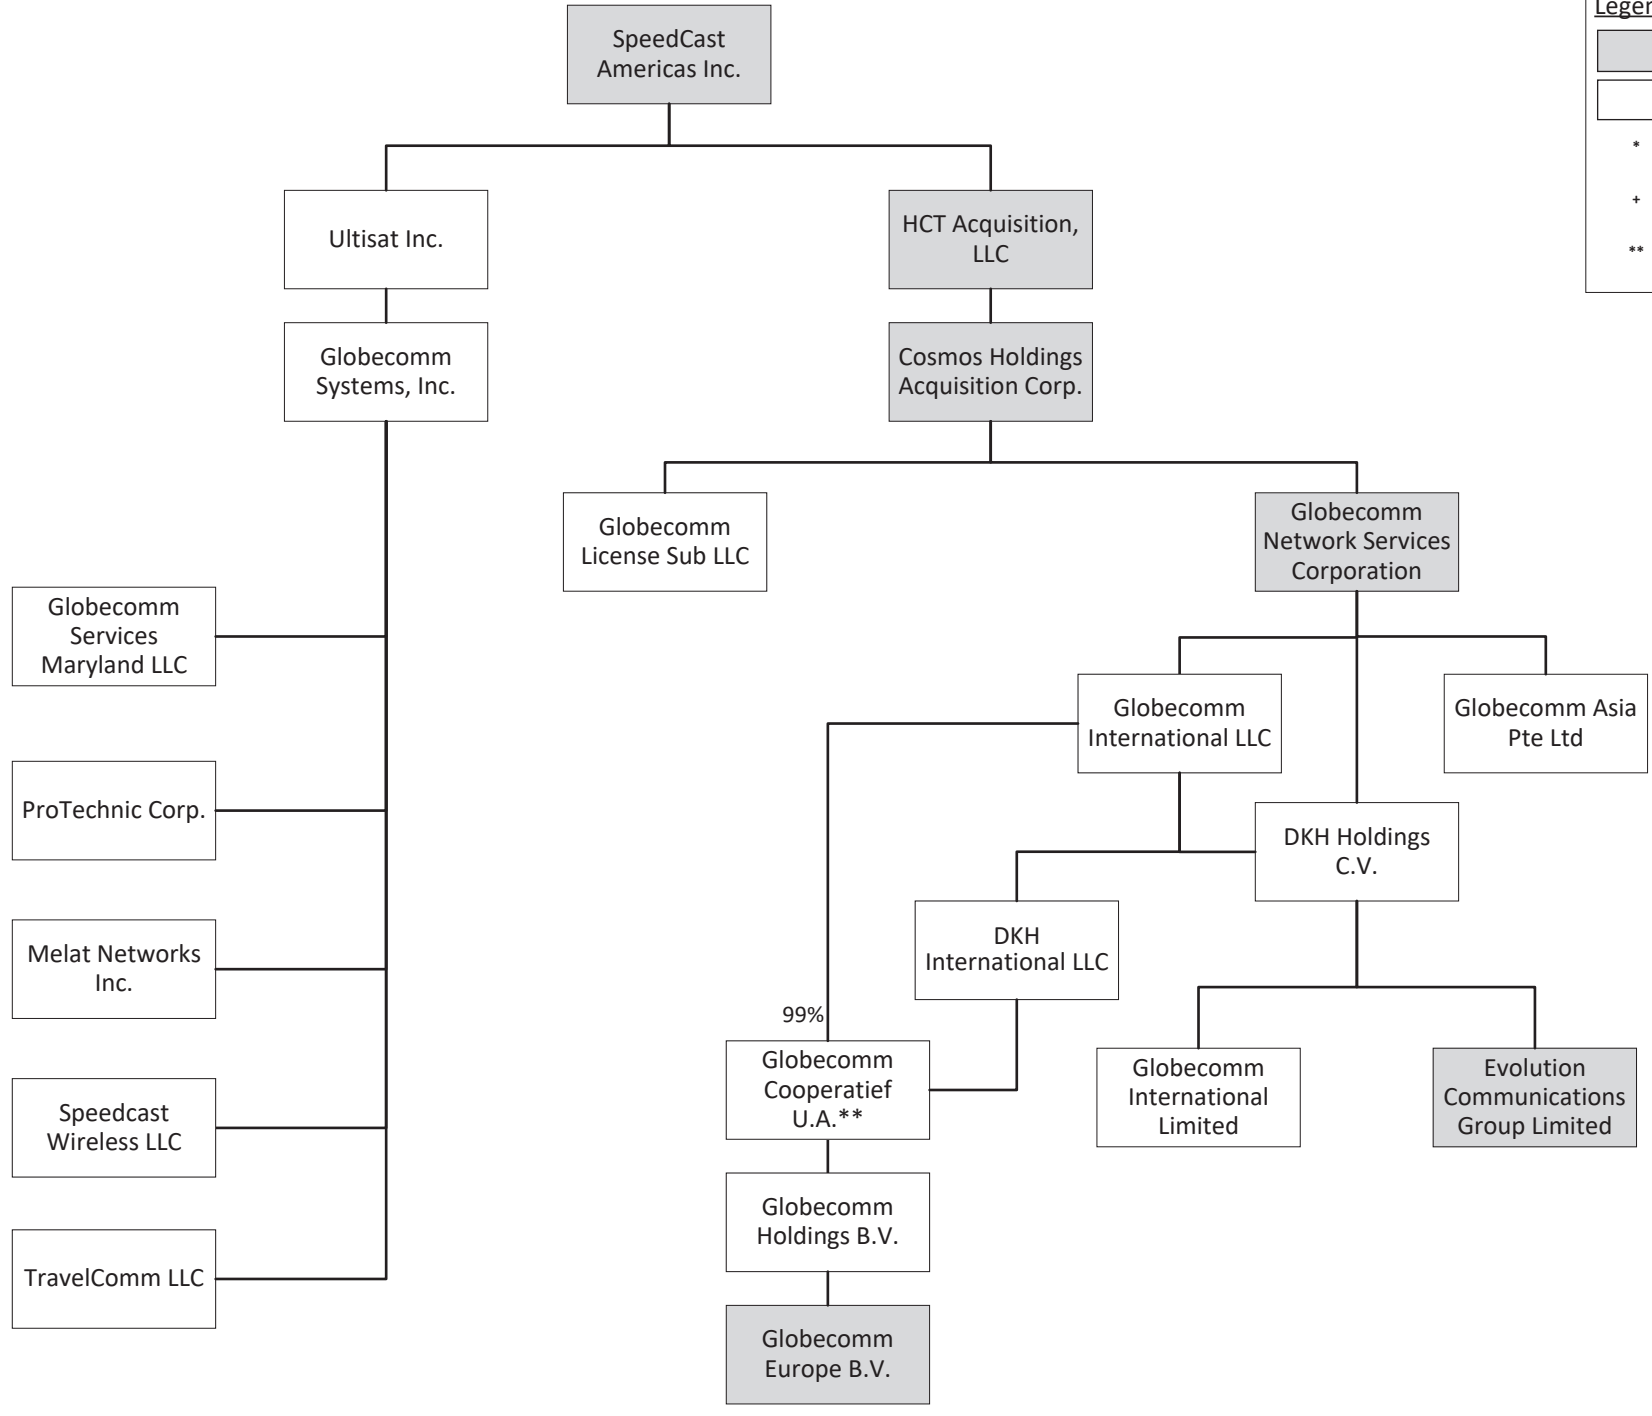 SpeedCast
Americas Inc.
*
+
**
Ultisat Inc.
HCT Acquisition,
LLC
Globecomm
Systems, Inc.
Cosmos Holdings
Acquisition Corp.
Globecomm
License Sub LLC
Globecomm
Network Services
Corporation
Globecomm
Services
Maryland LLC
Globecomm
International LLC
Globecomm Asia
Pte Ltd
ProTechnic Corp.
DKH Holdings
C.V.
Melat Networks
Inc.
DKH
International LLC
99%
Globecomm
Cooperatief
U.A.**
Globecomm
International
Limited
Evolution
Communications
Group Limited
Speedcast
Wireless LLC
Globecomm
Holdings B.V.
TravelComm LLC
Globecomm
Europe B.V.